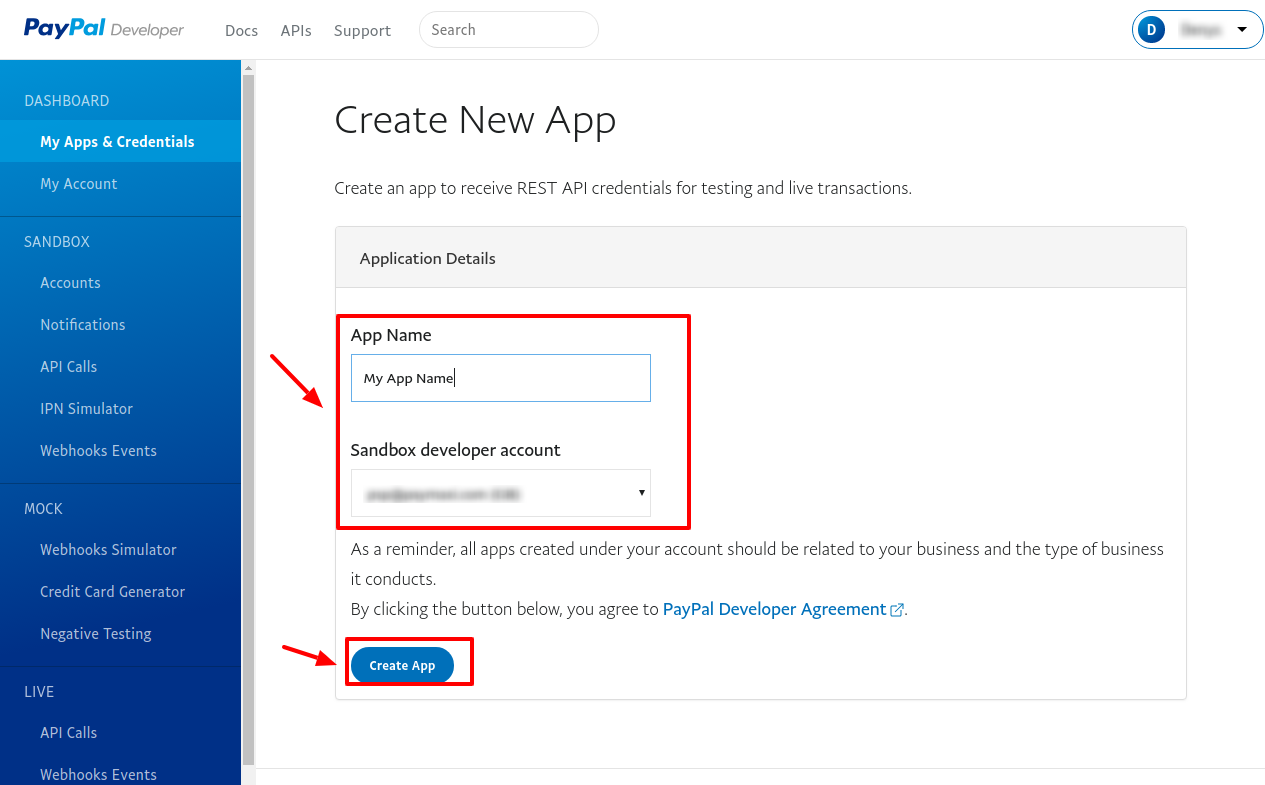 PayPal Developer
Docs APIs Support
Search
D
DASHBOARD
My Apps & Credentials
My Account
SANDBOX
Accounts
Notifications
API Calls
IPN Simulator
Webhooks Events
MOCK
Webhooks Simulator
Credit Card Generator
Negative Testing
LIVE
API Calls
Webhooks Events
Create New App
Create an app to receive REST API credentials for testing and live transactions.
Application Details
App Name
My App Name
Sandbox developer account
As a reminder, all apps created under your account should be related to your business and the type of business
it conducts.
By clicking the button below, you agree to PayPal Developer Agreement.
Create App